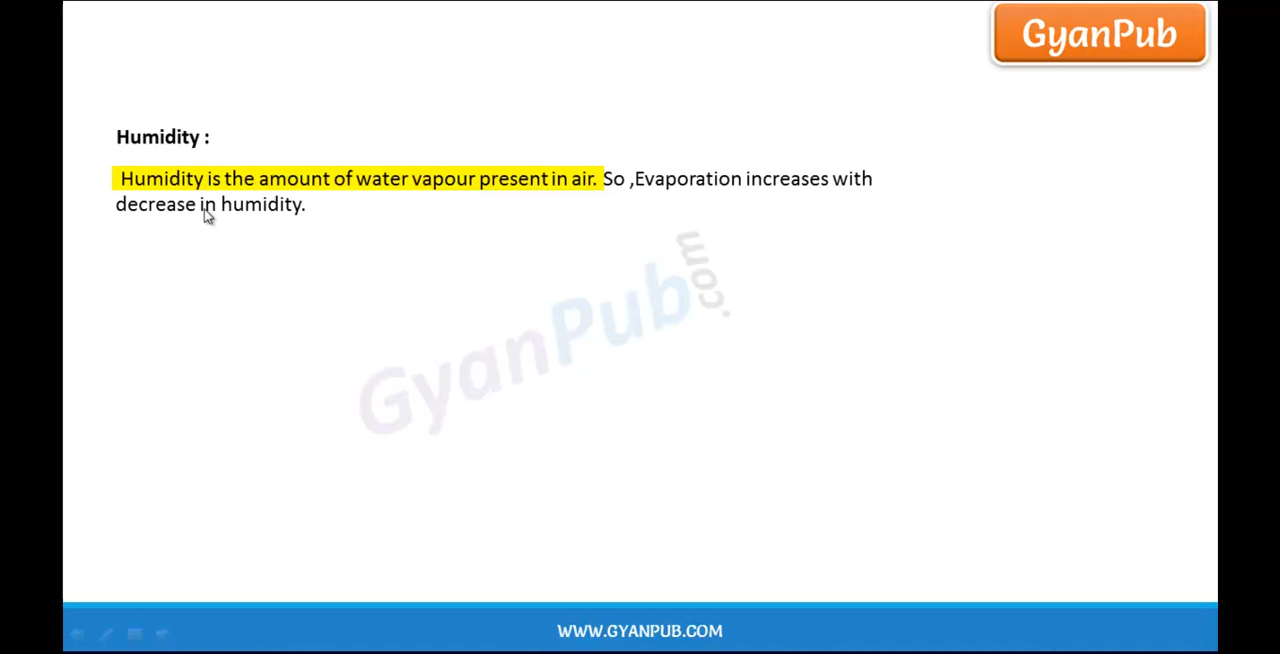 GyanPub
Humidity :
Humidity is the amount of water vapour present in air. So ,Evaporation increases with
decrease in humidity.
GyanPub.com
WWW.GYANPUB.COM